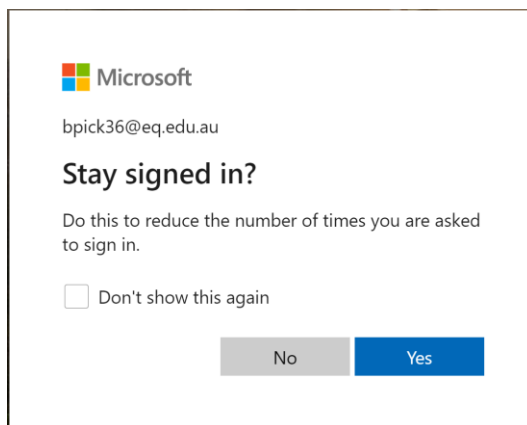 Microsoft
bpick36@eq.edu.au
Stay signed in?
Do this to reduce the number of times you are asked
to sign in.
Don't show this again
No
Yes